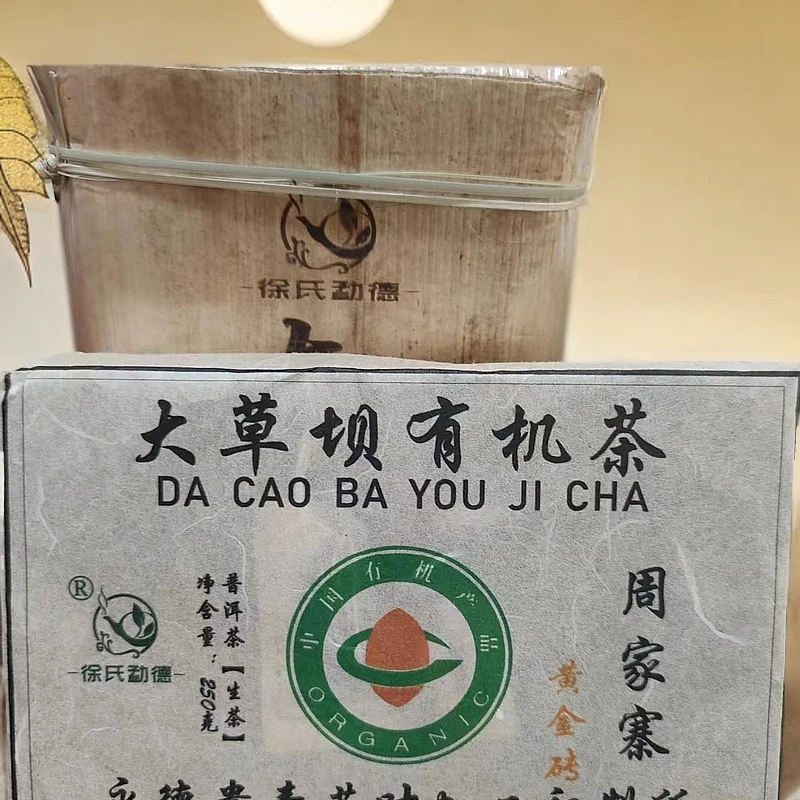 徐氏勐德
大草坝有机茶
DA CAO BA YOU JI CHA
®
徐氏勐德
普洱茶【生茶】
净含量：250克
中国有机产品
ORGANIC
周家寨
黄金砖